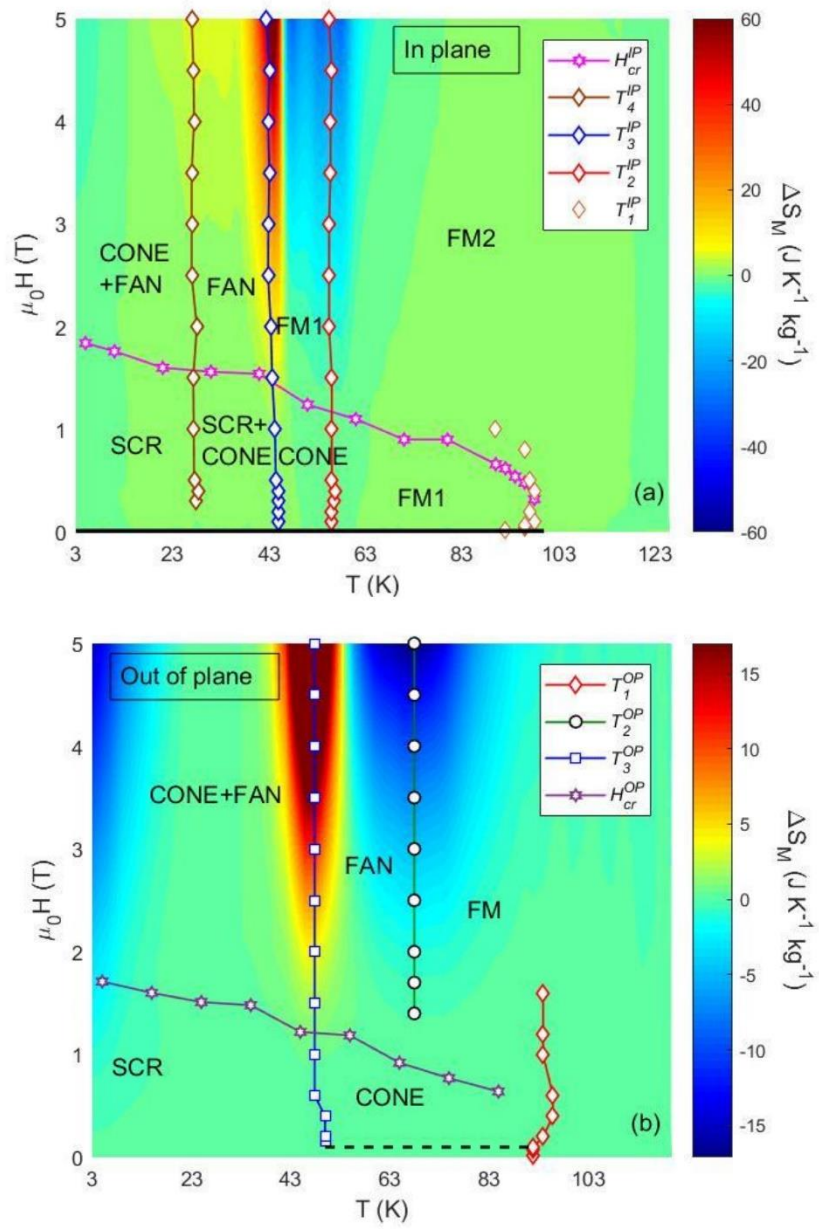 5
4
3
2
1
0
μ0H (T)
In plane
H_cr^IP
T_4^IP
T_3^IP
T_2^IP
T_1^IP
CONE
+FAN
FAN
FM1
FM2
SCR
SCR+
CONE
CONE
FM1
(a)
3 23 43 63 83 103 123
T (K)
60
40
20
0
-20
-40
-60
ΔS_M (J K^-1 kg^-1)
5
4
3
2
1
0
μ0H (T)
Out of plane
T_1^OP
T_2^OP
T_3^OP
H_cr^OP
CONE+FAN
FAN
FM
SCR
CONE
(b)
3 23 43 63 83 103
T (K)
15
10
5
0
-5
-10
-15
ΔS_M (J K^-1 kg^-1)